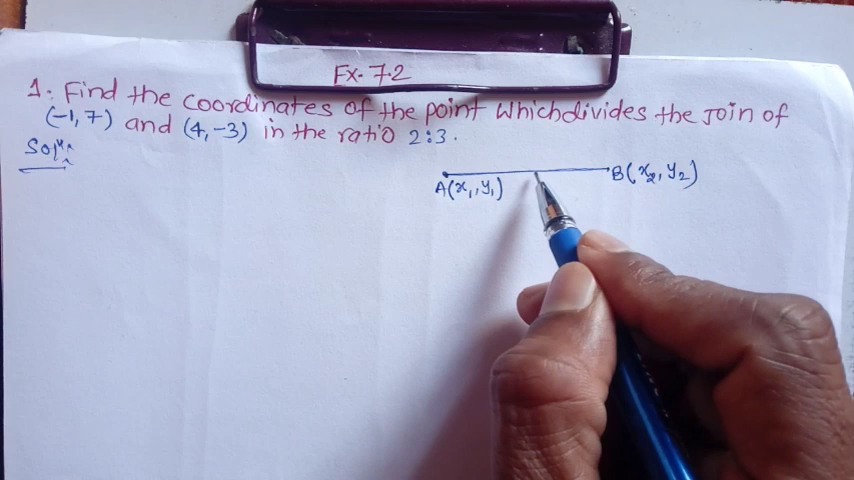 Ex. 7.2
1. Find the coordinates of the point which divides the join of
(-1, 7) and (4, -3) in the ratio 2:3.
Soln:
A(x₁, y₁)
B(x₂, y₂)